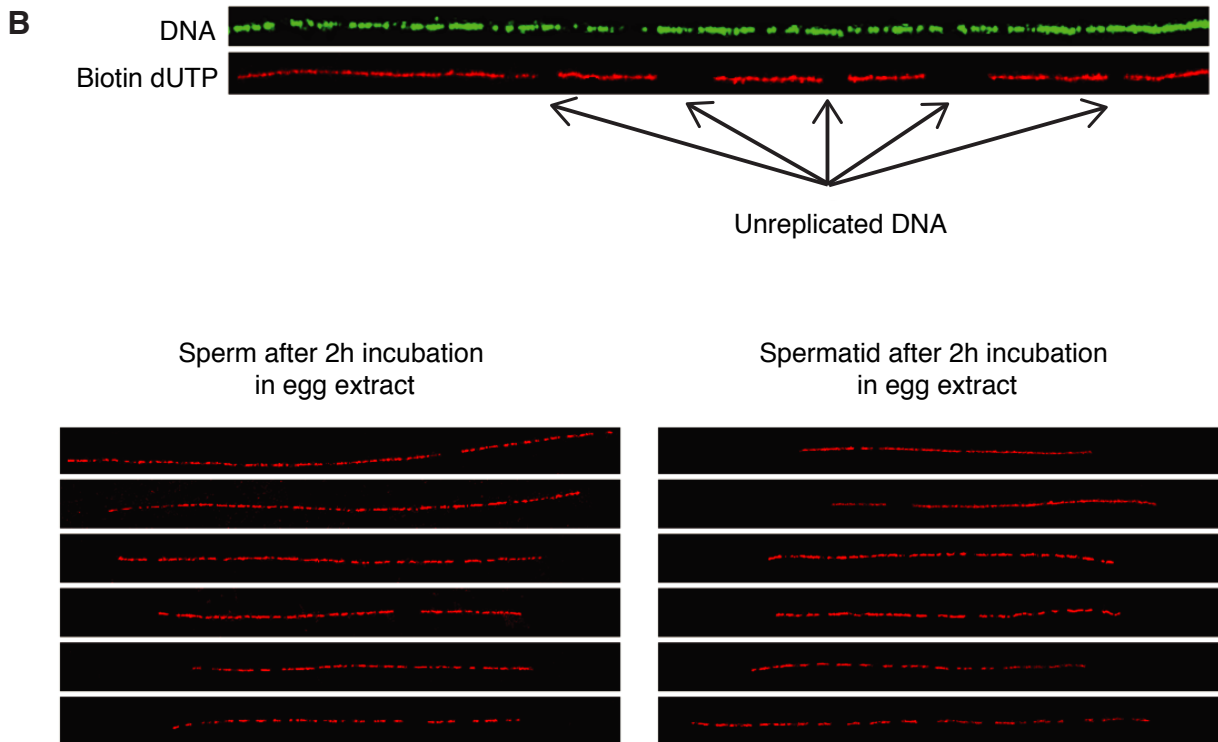 B
DNA
Biotin dUTP
Unreplicated DNA
Sperm after 2h incubation
in egg extract
Spermatid after 2h incubation
in egg extract